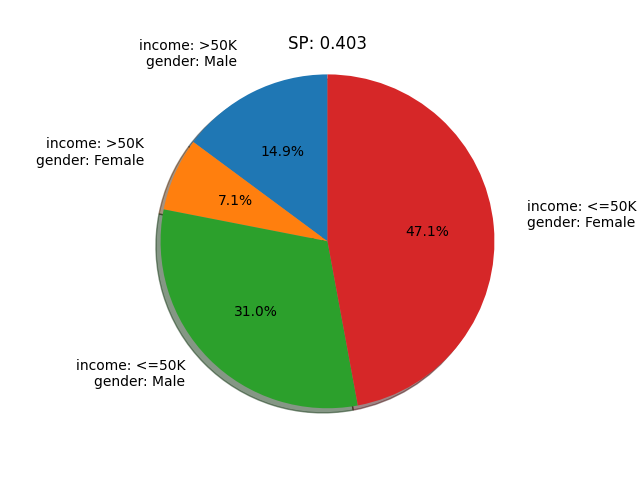 SP: 0.403
income: >50K
gender: Male
14.9%
income: >50K
gender: Female
7.1%
income: <=50K
gender: Male
31.0%
income: <=50K
gender: Female
47.1%